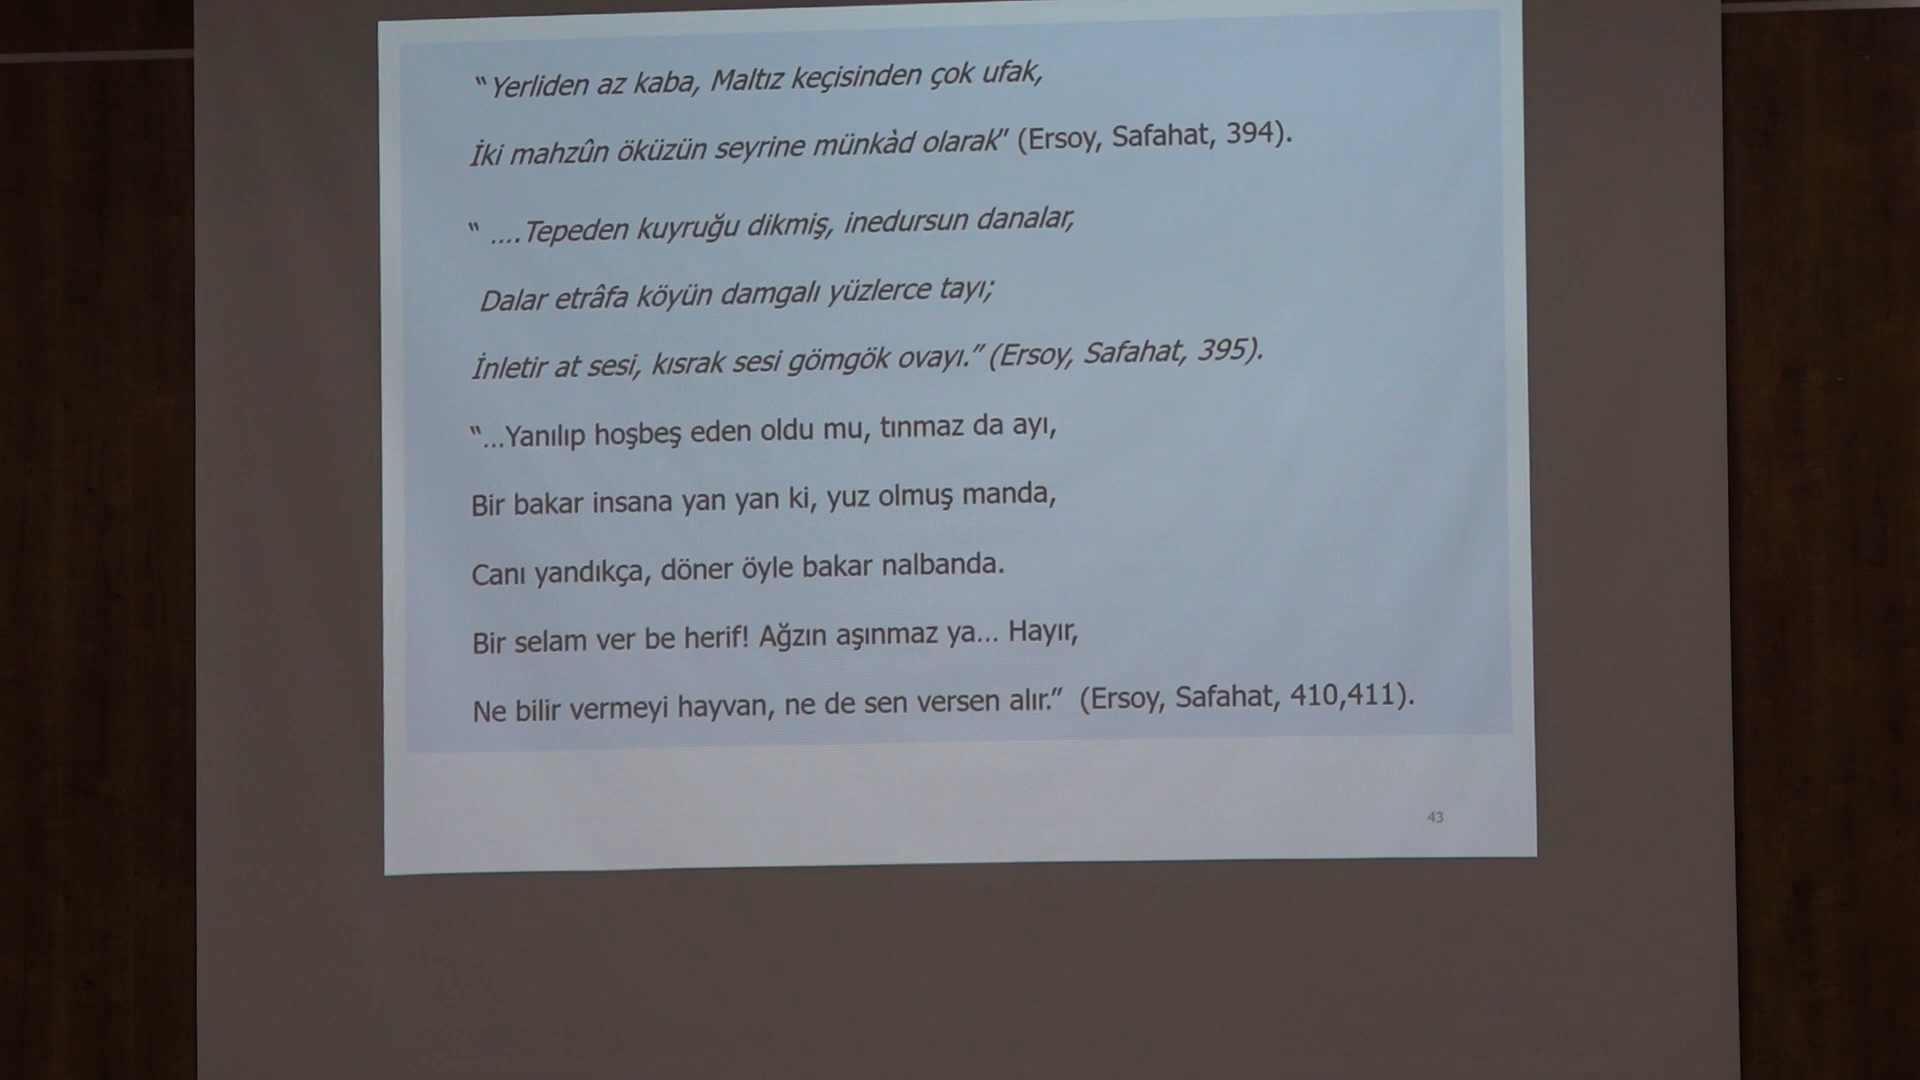 “Yerliden az kaba, Maltız keçisinden çok ufak,
İki mahzûn öküzün seyrine münkàd olarak” (Ersoy, Safahat, 394).
“ ....Tepeden kuyruğu dikmiş, inedursun danalar,
Dalar etrâfa köyün damgalı yüzlerce tayı;
İnletir at sesi, kısrak sesi gömgök ovayı.” (Ersoy, Safahat, 395).
“...Yanılıp hoşbeş eden oldu mu, tınmaz da ayı,
Bir bakar insana yan yan ki, yuz olmuş manda,
Canı yandıkça, döner öyle bakar nalbanda.
Bir selam ver be herif! Ağzın aşınmaz ya... Hayır,
Ne bilir vermeyi hayvan, ne de sen versen alır.” (Ersoy, Safahat, 410,411).
43